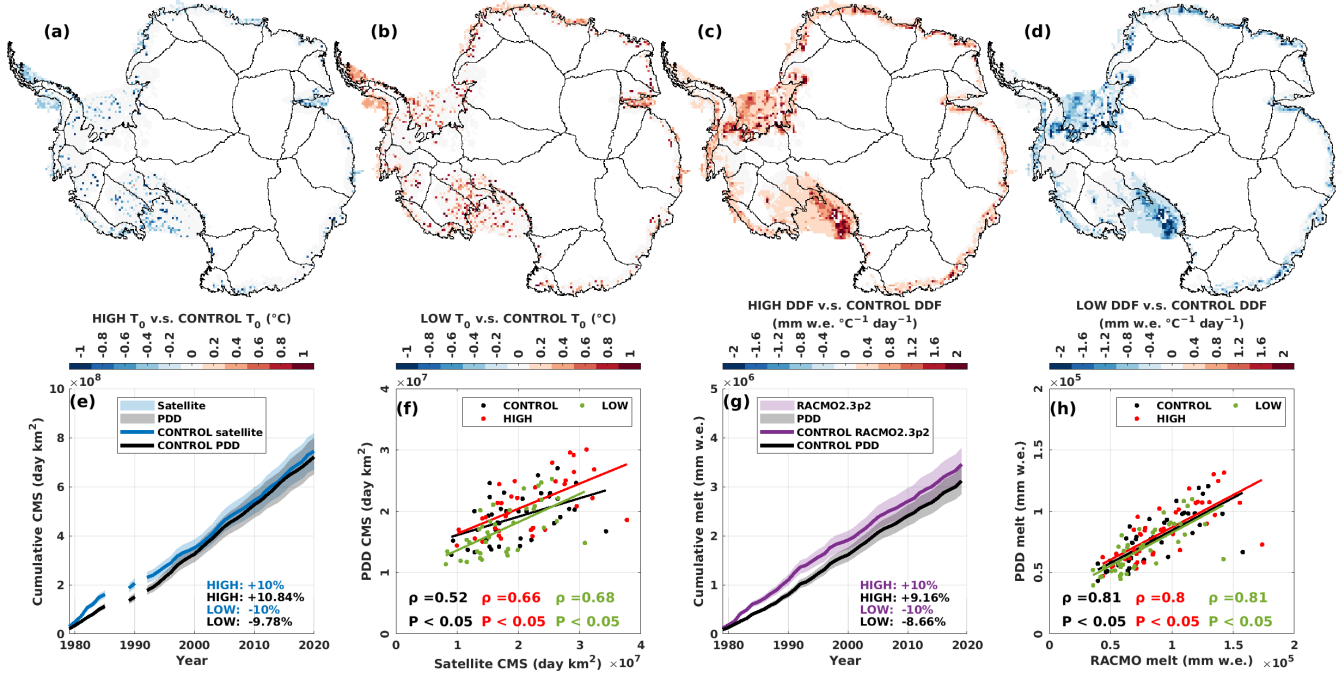 (a)
(b)
(c)
(d)
HIGH T0 v.s. CONTROL T0 (°C)
LOW T0 v.s. CONTROL T0 (°C)
HIGH DDF v.s. CONTROL DDF
(mm w.e. °C−1 day−1)
LOW DDF v.s. CONTROL DDF
(mm w.e. °C−1 day−1)
-1 -0.8 -0.6 -0.4 -0.2 0 0.2 0.4 0.6 0.8 1
-1 -0.8 -0.6 -0.4 -0.2 0 0.2 0.4 0.6 0.8 1
-2 -1.6 -1.2 -0.8 -0.4 0 0.4 0.8 1.2 1.6 2
-2 -1.6 -1.2 -0.8 -0.4 0 0.4 0.8 1.2 1.6 2
(e)
×10 8
Cumulative CMS (day km2)
10
8
6
4
2
0
Satellite
PDD
CONTROL satellite
CONTROL PDD
HIGH: +10%
HIGH: +10.84%
LOW: -10%
LOW: -9.78%
1980 1990 2000 2010 2020
Year
(f)
×10 7
PDD CMS (day km2)
4
3
2
1
0
CONTROL
LOW
HIGH
ρ =0.52 ρ =0.66 ρ =0.68
P < 0.05 P < 0.05 P < 0.05
0 1 2 3 4
Satellite CMS (day km2) ×10 7
(g)
×10 6
Cumulative melt (mm w.e.)
5
4
3
2
1
0
RACMO2.3p2
PDD
CONTROL RACMO2.3p2
CONTROL PDD
HIGH: +10%
HIGH: +9.16%
LOW: -10%
LOW: -8.66%
1980 1990 2000 2010 2020
Year
(h)
×10 5
PDD melt (mm w.e.)
2
1.5
1
0.5
0
CONTROL
LOW
HIGH
ρ =0.81 ρ =0.8 ρ =0.81
P < 0.05 P < 0.05 P < 0.05
0 0.5 1 1.5 2
RACMO melt (mm w.e.) ×10 5